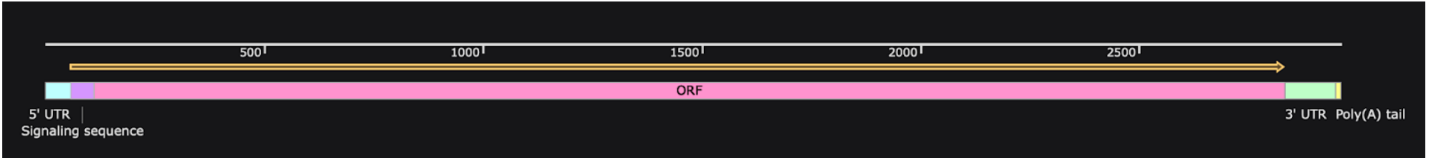 500 1000 1500 2000 2500
ORF
5' UTR 3' UTR Poly(A) tail
Signaling sequence